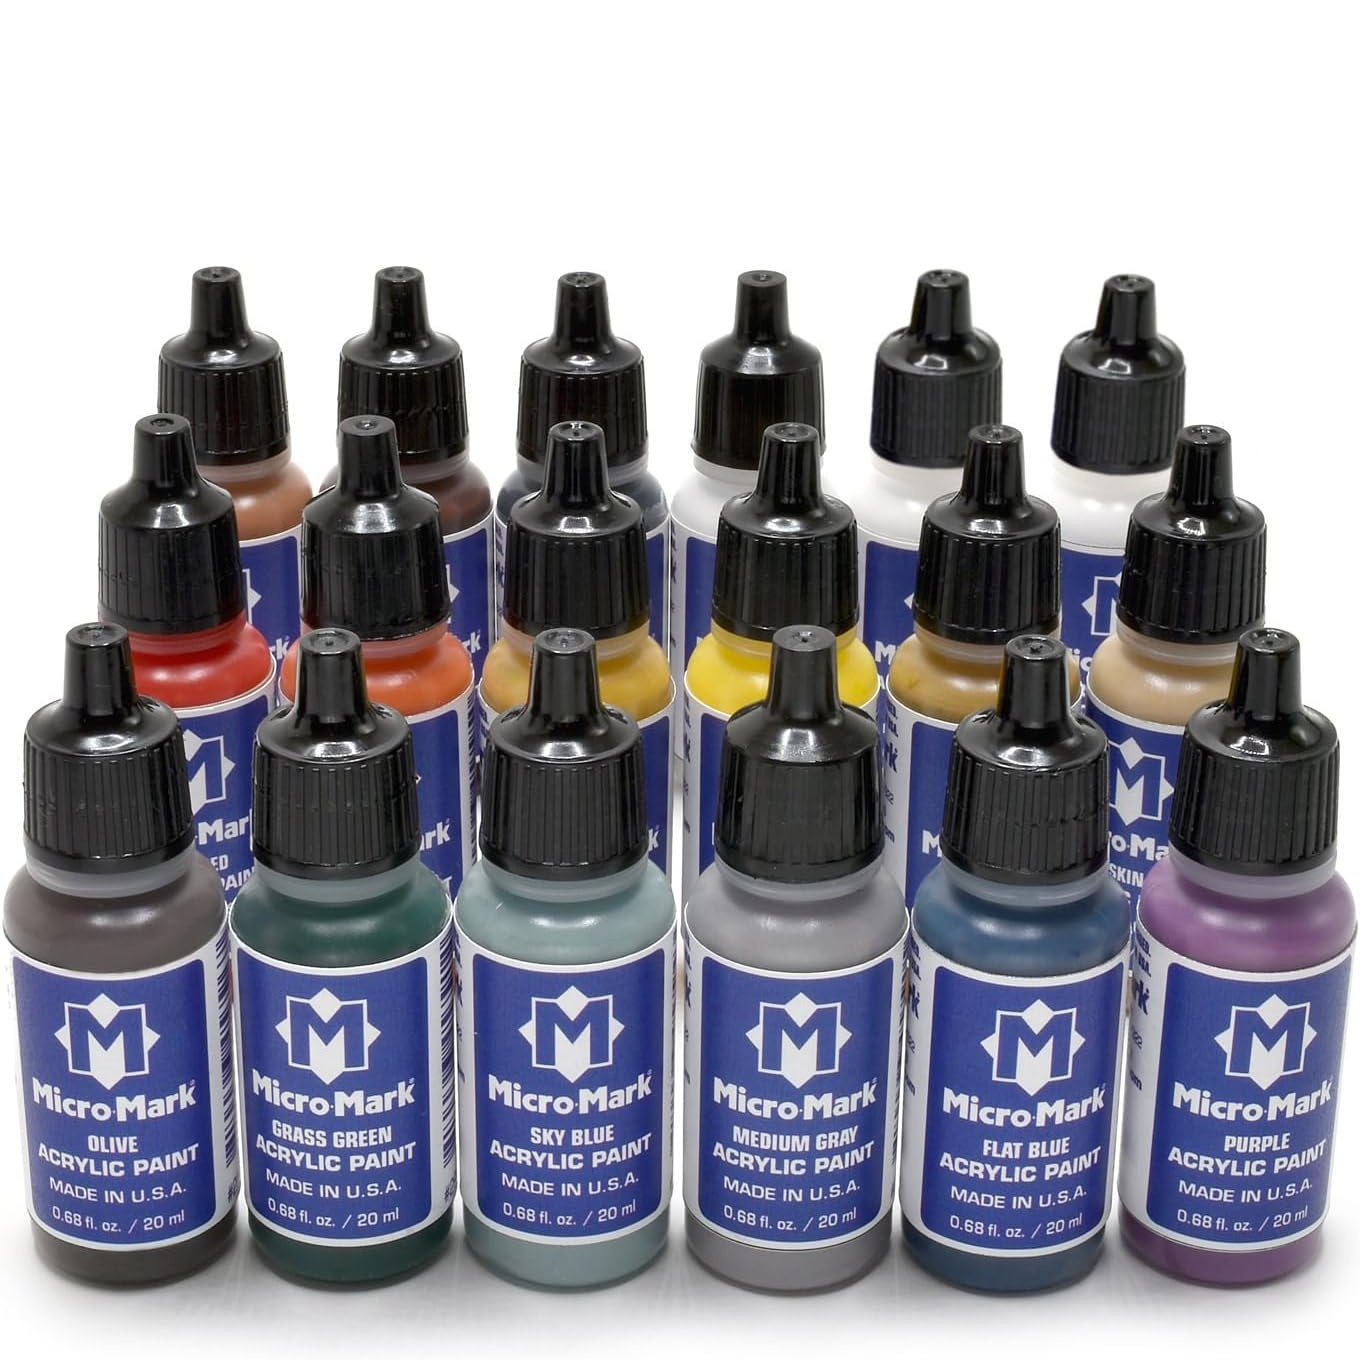 Micro-Mark
OLIVE
ACRYLIC PAINT
MADE IN U.S.A.
0.68 fl. oz. / 20 ml
Micro-Mark
GRASS GREEN
ACRYLIC PAINT
MADE IN U.S.A.
0.68 fl. oz. / 20 ml
Micro-Mark
SKY BLUE
ACRYLIC PAINT
MADE IN U.S.A.
0.68 fl. oz. / 20 ml
Micro-Mark
MEDIUM GRAY
ACRYLIC PAINT
MADE IN U.S.A.
0.68 fl. oz. / 20 ml
Micro-Mark
FLAT BLUE
ACRYLIC PAINT
MADE IN U.S.A.
0.68 fl. oz. / 20 ml
Micro-Mark
PURPLE
ACRYLIC PAINT
MADE IN U.S.A.
0.68 fl. oz. / 20 ml
SKIN